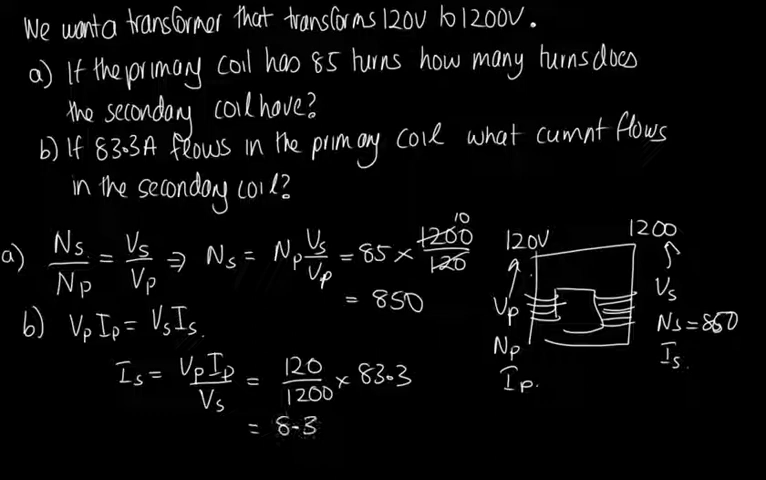 We want a transformer that transforms 120V to 1200V.
a) If the primary coil has 85 turns how many turns does
the secondary coil have?
b) If 83.3A flows in the primary coil what current flows
in the secondary coil?
a) Ns/Np = Vs/Vp ⇒ Ns = Np Vs/Vp = 85 × 1200/120 10
= 850
b) VpIp = VsIs.
Is = VpIp/Vs = 120/1200 × 83.3
= 8.3
120V 1200
Vp Vs
Np Ns = 850
Ip. Is.